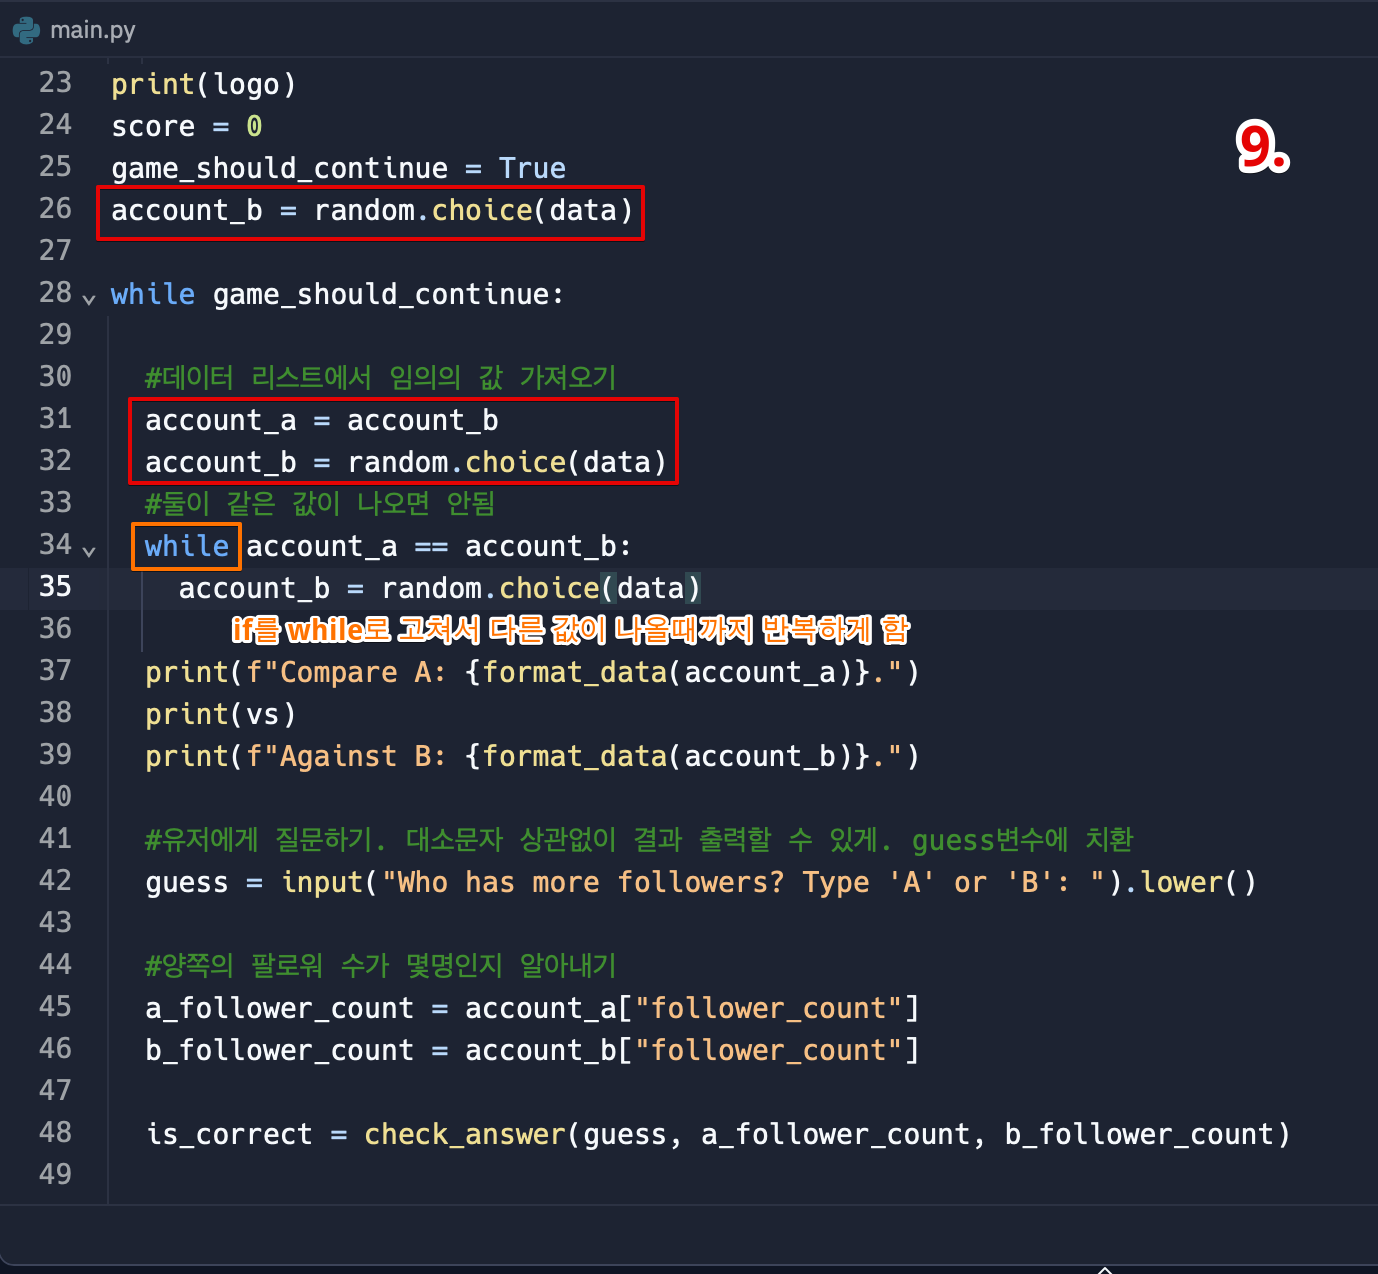 main.py
23 print(logo)
24 score = 0
25 game_should_continue = True
26 account_b = random.choice(data)
27
28 while game_should_continue:
29
30 #데이터 리스트에서 임의의 값 가져오기
31 account_a = account_b
32 account_b = random.choice(data)
33 #둘이 같은 값이 나오면 안됨
34 while account_a == account_b:
35 account_b = random.choice(data)
36 if를 while로 고쳐서 다른 값이 나올때까지 반복하게 함
37 print(f"Compare A: {format_data(account_a)}.")
38 print(vs)
39 print(f"Against B: {format_data(account_b)}.")
40
41 #유저에게 질문하기. 대소문자 상관없이 결과 출력할 수 있게. guess변수에 치환
42 guess = input("Who has more followers? Type 'A' or 'B': ").lower()
43
44 #양쪽의 팔로워 수가 몇명인지 알아내기
45 a_follower_count = account_a["follower_count"]
46 b_follower_count = account_b["follower_count"]
47
48 is_correct = check_answer(guess, a_follower_count, b_follower_count)
49
9.